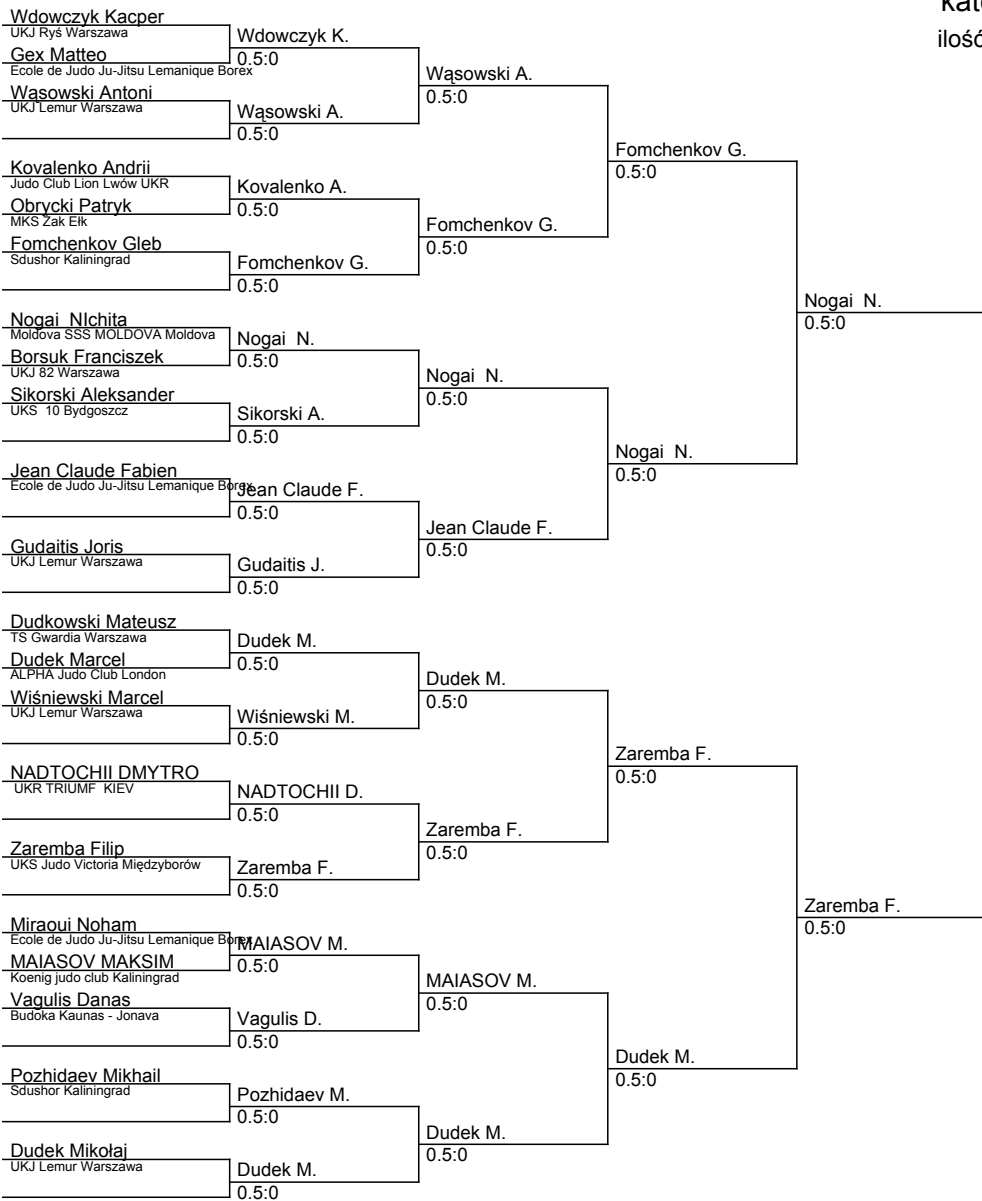 kate
ilość
Wdowczyk Kacper
UKJ Ryś Warszawa
Gex Matteo
Ecole de Judo Ju-Jitsu Lemanique Borex
Wąsowski Antoni
UKJ Lemur Warszawa
Kovalenko Andrii
Judo Club Lion Lwów UKR
Obrycki Patryk
MKS Żak Ełk
Fomchenkov Gleb
Sdushor Kaliningrad
Nogai NIchita
Moldova SSS MOLDOVA Moldova
Borsuk Franciszek
UKJ 82 Warszawa
Sikorski Aleksander
UKS 10 Bydgoszcz
Jean Claude Fabien
Ecole de Judo Ju-Jitsu Lemanique Borex
Gudaitis Joris
UKJ Lemur Warszawa
Dudkowski Mateusz
TS Gwardia Warszawa
Dudek Marcel
ALPHA Judo Club London
Wiśniewski Marcel
UKJ Lemur Warszawa
NADTOCHII DMYTRO
UKR TRIUMF KIEV
Zaremba Filip
UKS Judo Victoria Międzyborów
Miraoui Noham
Ecole de Judo Ju-Jitsu Lemanique Borex
MAIASOV MAKSIM
Koenig judo club Kaliningrad
Vagulis Danas
Budoka Kaunas - Jonava
Pozhidaev Mikhail
Sdushor Kaliningrad
Dudek Mikołaj
UKJ Lemur Warszawa
Wdowczyk K.
0.5:0
Wąsowski A.
0.5:0
Kovalenko A.
0.5:0
Fomchenkov G.
0.5:0
Nogai N.
0.5:0
Sikorski A.
0.5:0
Jean Claude F.
0.5:0
Gudaitis J.
0.5:0
Dudek M.
0.5:0
Wiśniewski M.
0.5:0
NADTOCHII D.
0.5:0
Zaremba F.
0.5:0
MAIASOV M.
0.5:0
Vagulis D.
0.5:0
Pozhidaev M.
0.5:0
Dudek M.
0.5:0
Wąsowski A.
0.5:0
Fomchenkov G.
0.5:0
Nogai N.
0.5:0
Jean Claude F.
0.5:0
Dudek M.
0.5:0
Zaremba F.
0.5:0
MAIASOV M.
0.5:0
Dudek M.
0.5:0
Fomchenkov G.
0.5:0
Nogai N.
0.5:0
Zaremba F.
0.5:0
Dudek M.
0.5:0
Nogai N.
0.5:0
Zaremba F.
0.5:0